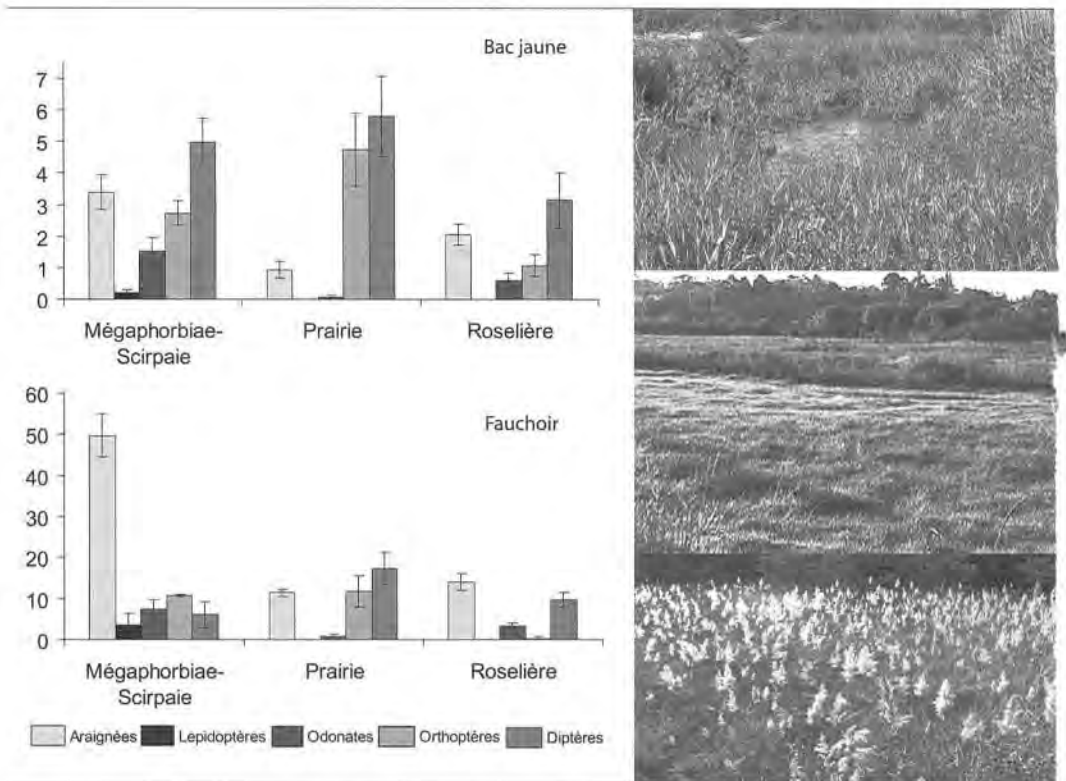 Bac jaune
7
6
5
4
3
2
1
0
Mégaphorbiae-
Scirpaie
Prairie
Roselière
60
50
40
30
20
10
0
Fauchoir
Mégaphorbiae-
Scirpaie
Prairie
Roselière
Araignées Lepidoptères Odonates Orthoptères Diptères